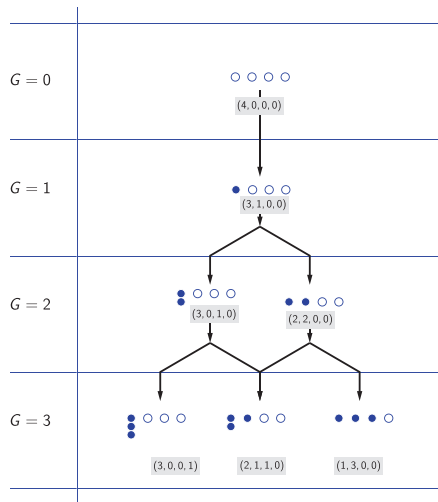 G = 0
(4, 0, 0, 0)
G = 1
(3, 1, 0, 0)
G = 2
(3, 0, 1, 0)
(2, 2, 0, 0)
G = 3
(3, 0, 0, 1)
(2, 1, 1, 0)
(1, 3, 0, 0)